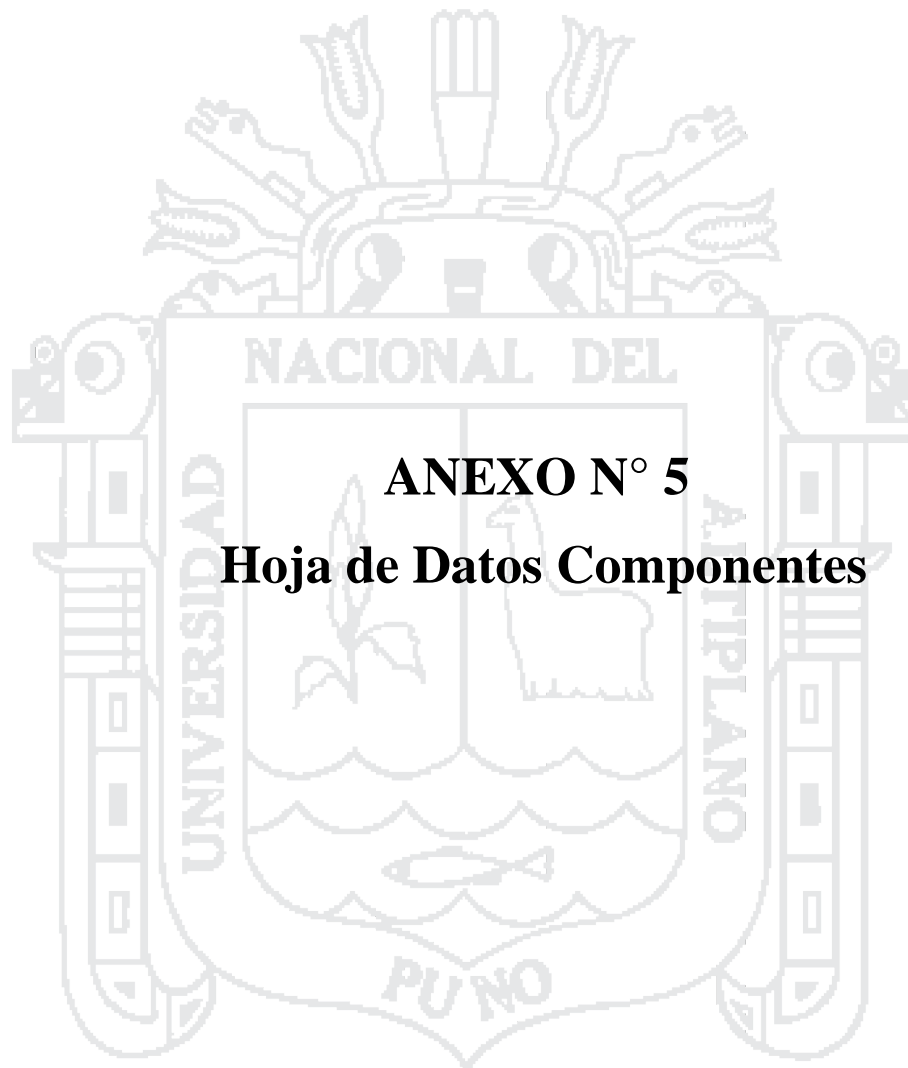 NACIONAL DEL
ANEXO N° 5
Hoja de Datos Componentes
UNIVERSIDAD
ALTIPLANO
PUNO